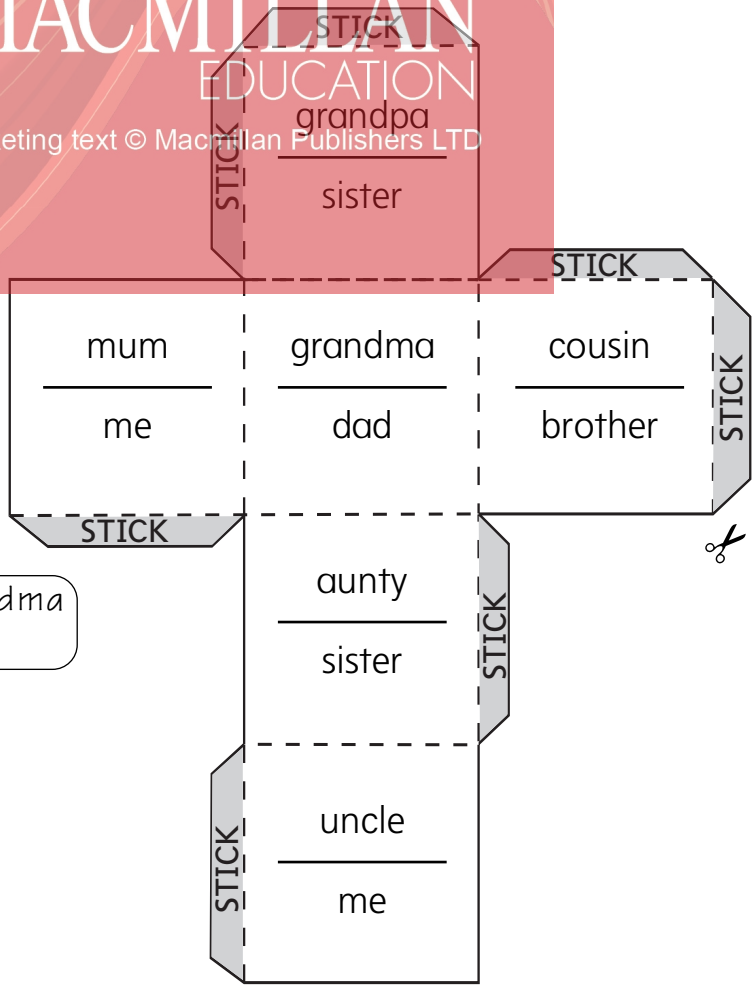 MACMILLAN
EDUCATION
eting text © Macmillan Publishers LTD
STICK
STICK
grandpa
sister
STICK
mum
me
grandma
dad
cousin
brother
STICK
STICK
dma
aunty
sister
STICK
uncle
me
STICK